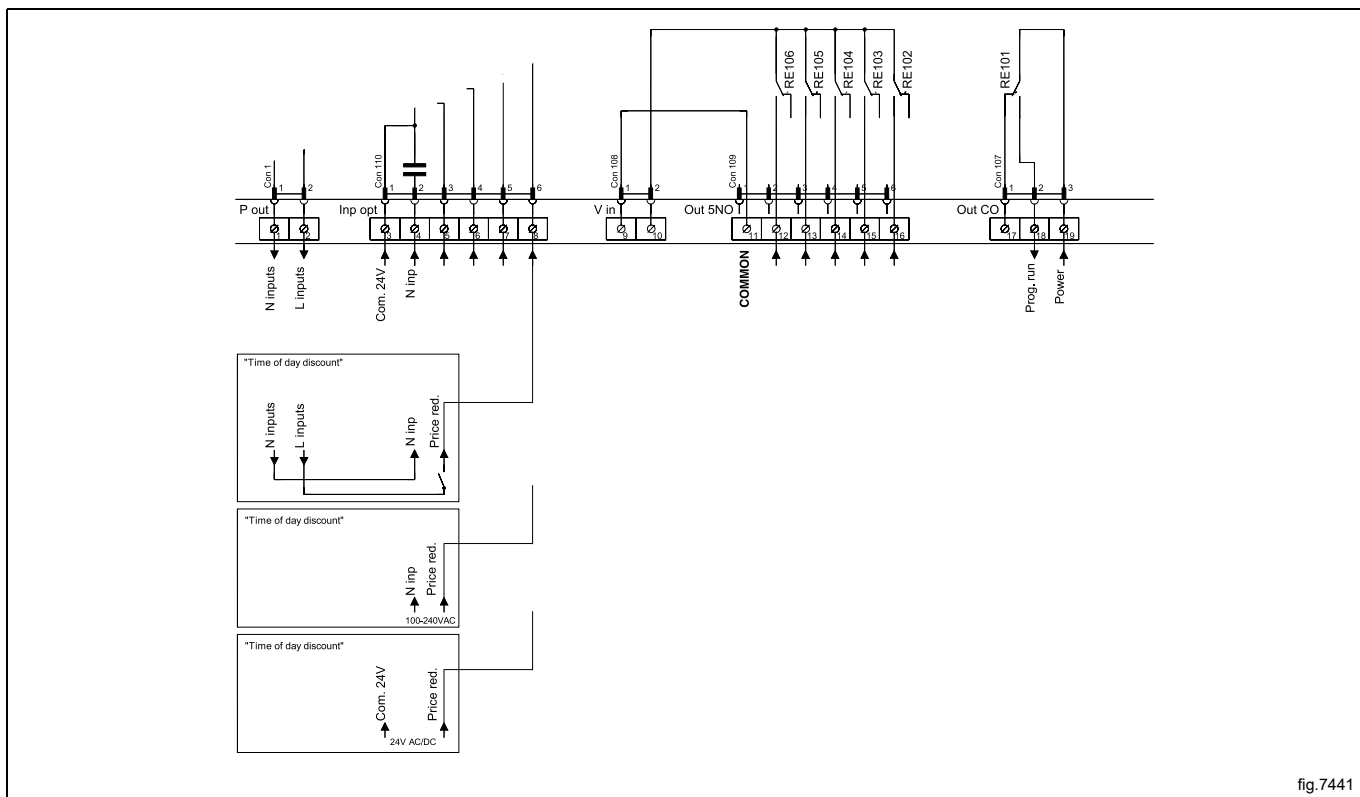 RE106
RE105
RE104
RE103
RE102
RE101
Con 1
Con 110
Con 108
Con 109
Con 107
1 2
1 2 3 4 5 6
1 2
1 2 3 4 5 6
1 2 3
P out
Inp opt
V in
Out 5NO
Out CO
1 2
3 4 5 6 7 8
9 10
11 12 13 14 15 16
17 18 19
N inputs
L inputs
Com. 24V
N inp
COMMON
Prog. run
Power
"Time of day discount"
N inputs
L inputs
N inp
Price red.
"Time of day discount"
N inp
Price red.
100-240VAC
"Time of day discount"
Com. 24V
Price red.
24V AC/DC
fig.7441